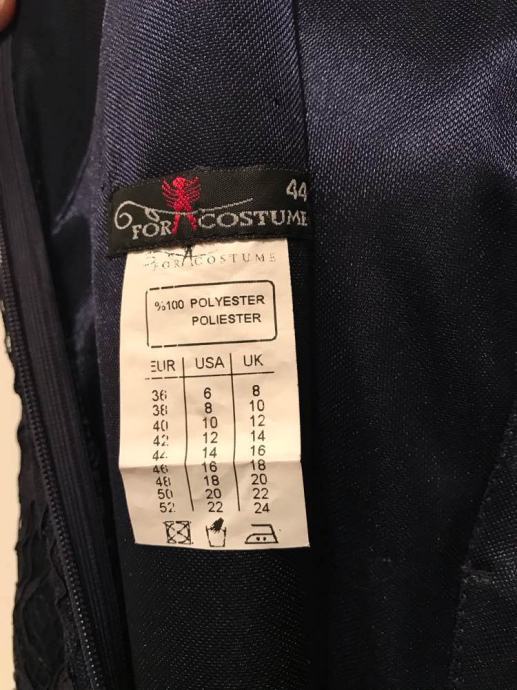 44
FOR COSTUME
FOR COSTUME
%100 POLYESTER
POLIESTER
EUR USA UK
36 6 8
38 8 10
40 10 12
42 12 14
44 14 16
46 16 18
48 18 20
50 20 22
52 22 24